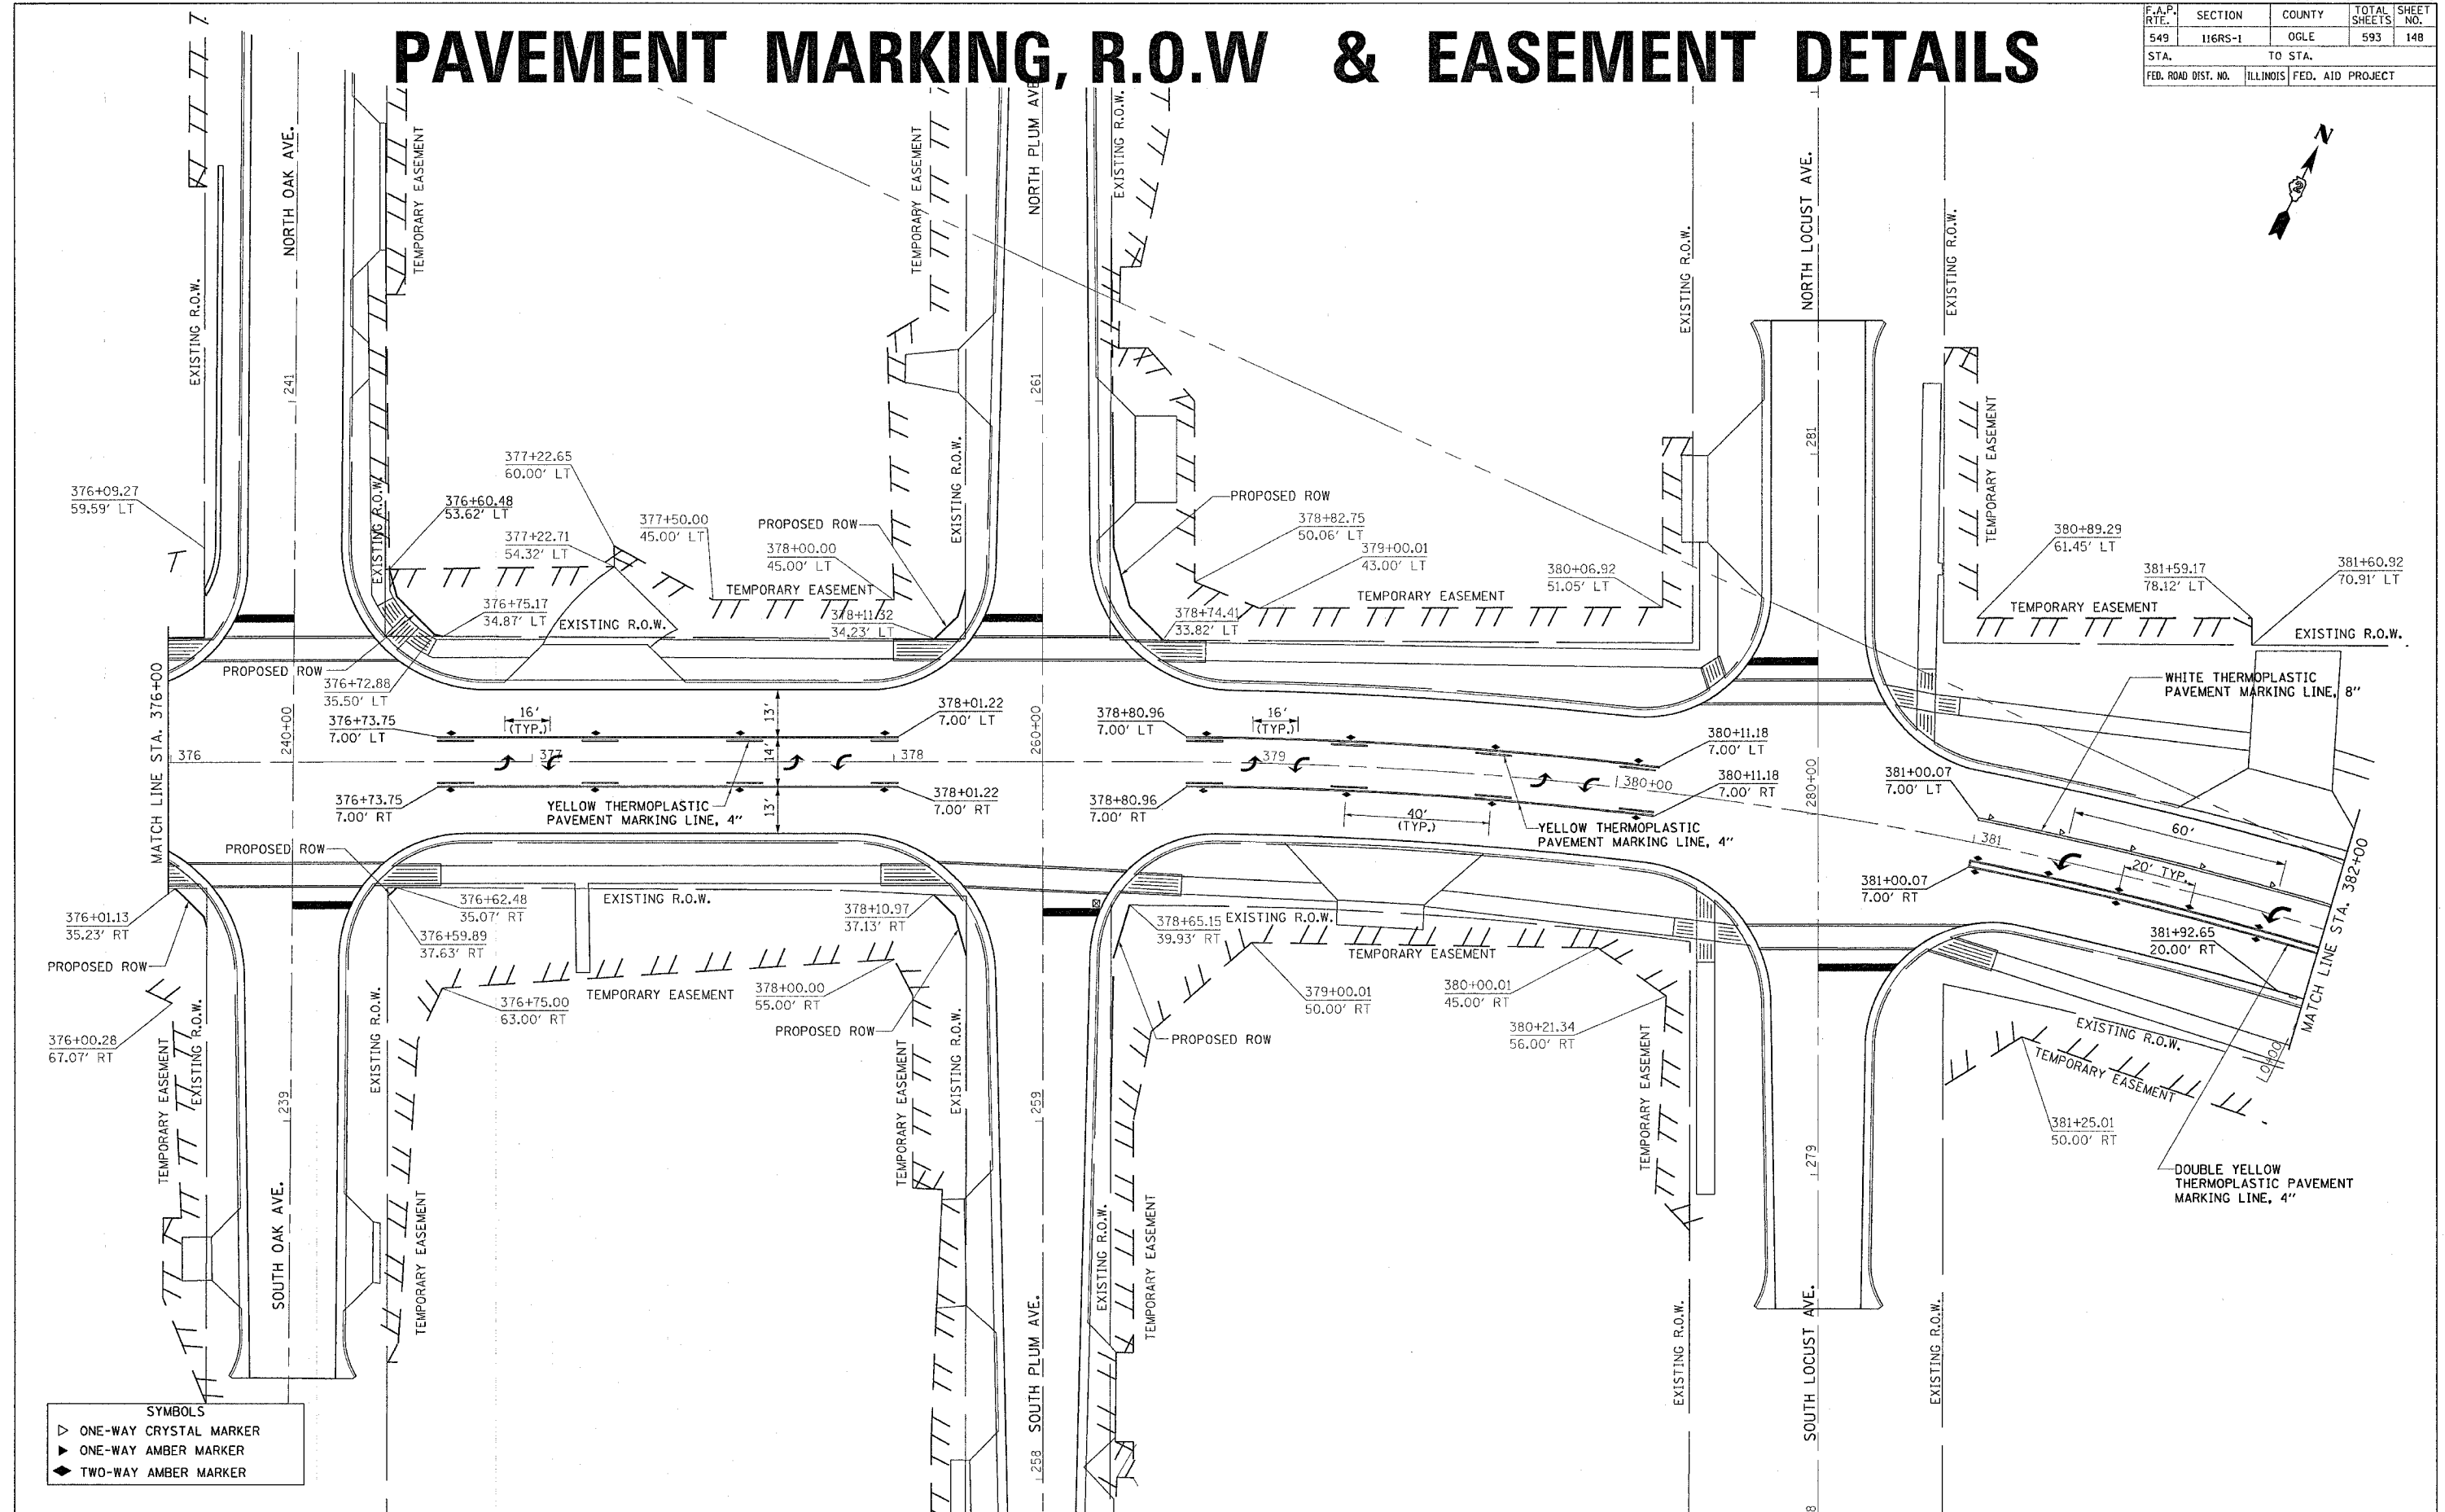 PAVEMENT MARKING, R.O.W & EASEMENT DETAILS
F.A.P. RTE.
SECTION
COUNTY
TOTAL SHEETS
SHEET NO.
549
116RS-1
OGLE
593
148
STA.
TO STA.
FED. ROAD DIST. NO.
ILLINOIS
FED. AID PROJECT
N
NORTH OAK AVE.
TEMPORARY EASEMENT
TEMPORARY EASEMENT
NORTH PLUM AVE
EXISTING R.O.W.
EXISTING R.O.W.
NORTH LOCUST AVE.
EXISTING R.O.W.
EXISTING R.O.W.
241
261
281
TEMPORARY EASEMENT
EXISTING R.O.W.
EXISTING R.O.W.
376+09.27
59.59' LT
376+60.48
53.62' LT
377+22.65
60.00' LT
377+22.71
54.32' LT
377+50.00
45.00' LT
PROPOSED ROW
378+00.00
45.00' LT
PROPOSED ROW
378+82.75
50.06' LT
379+00.01
43.00' LT
380+06.92
51.05' LT
380+89.29
61.45' LT
381+59.17
78.12' LT
381+60.92
70.91' LT
376+75.17
34.87' LT
EXISTING R.O.W.
TEMPORARY EASEMENT
378+11.32
34.23' LT
378+74.41
33.82' LT
TEMPORARY EASEMENT
TEMPORARY EASEMENT
EXISTING R.O.W.
PROPOSED ROW
376+72.88
35.50' LT
WHITE THERMOPLASTIC
PAVEMENT MARKING LINE, 8"
MATCH LINE STA. 376+00
376
240+00
376+73.75
7.00' LT
16'
(TYP.)
377
13'
14'
13'
378+01.22
7.00' LT
378
260+00
378+80.96
7.00' LT
16'
(TYP.)
379
380+11.18
7.00' LT
380+00
380+11.18
7.00' RT
280+00
381+00.07
7.00' LT
376+73.75
7.00' RT
YELLOW THERMOPLASTIC
PAVEMENT MARKING LINE, 4"
378+01.22
7.00' RT
378+80.96
7.00' RT
40'
(TYP.)
YELLOW THERMOPLASTIC
PAVEMENT MARKING LINE, 4"
381
60'
20' TYP.
381+00.07
7.00' RT
381+92.65
20.00' RT
MATCH LINE STA. 382+00
PROPOSED ROW
376+01.13
35.23' RT
PROPOSED ROW
376+62.48
35.07' RT
376+59.89
37.63' RT
EXISTING R.O.W.
378+10.97
37.13' RT
378+65.15
39.93' RT
EXISTING R.O.W.
TEMPORARY EASEMENT
376+00.28
67.07' RT
376+75.00
63.00' RT
TEMPORARY EASEMENT
378+00.00
55.00' RT
PROPOSED ROW
PROPOSED ROW
379+00.01
50.00' RT
380+00.01
45.00' RT
380+21.34
56.00' RT
EXISTING R.O.W.
TEMPORARY EASEMENT
381+25.01
50.00' RT
DOUBLE YELLOW
THERMOPLASTIC PAVEMENT
MARKING LINE, 4"
TEMPORARY EASEMENT
EXISTING R.O.W.
239
EXISTING R.O.W.
TEMPORARY EASEMENT
SOUTH OAK AVE.
TEMPORARY EASEMENT
EXISTING R.O.W.
259
EXISTING R.O.W.
TEMPORARY EASEMENT
SOUTH PLUM AVE.
258
TEMPORARY EASEMENT
EXISTING R.O.W.
279
SOUTH LOCUST AVE.
EXISTING R.O.W.
SYMBOLS
ONE-WAY CRYSTAL MARKER
ONE-WAY AMBER MARKER
TWO-WAY AMBER MARKER